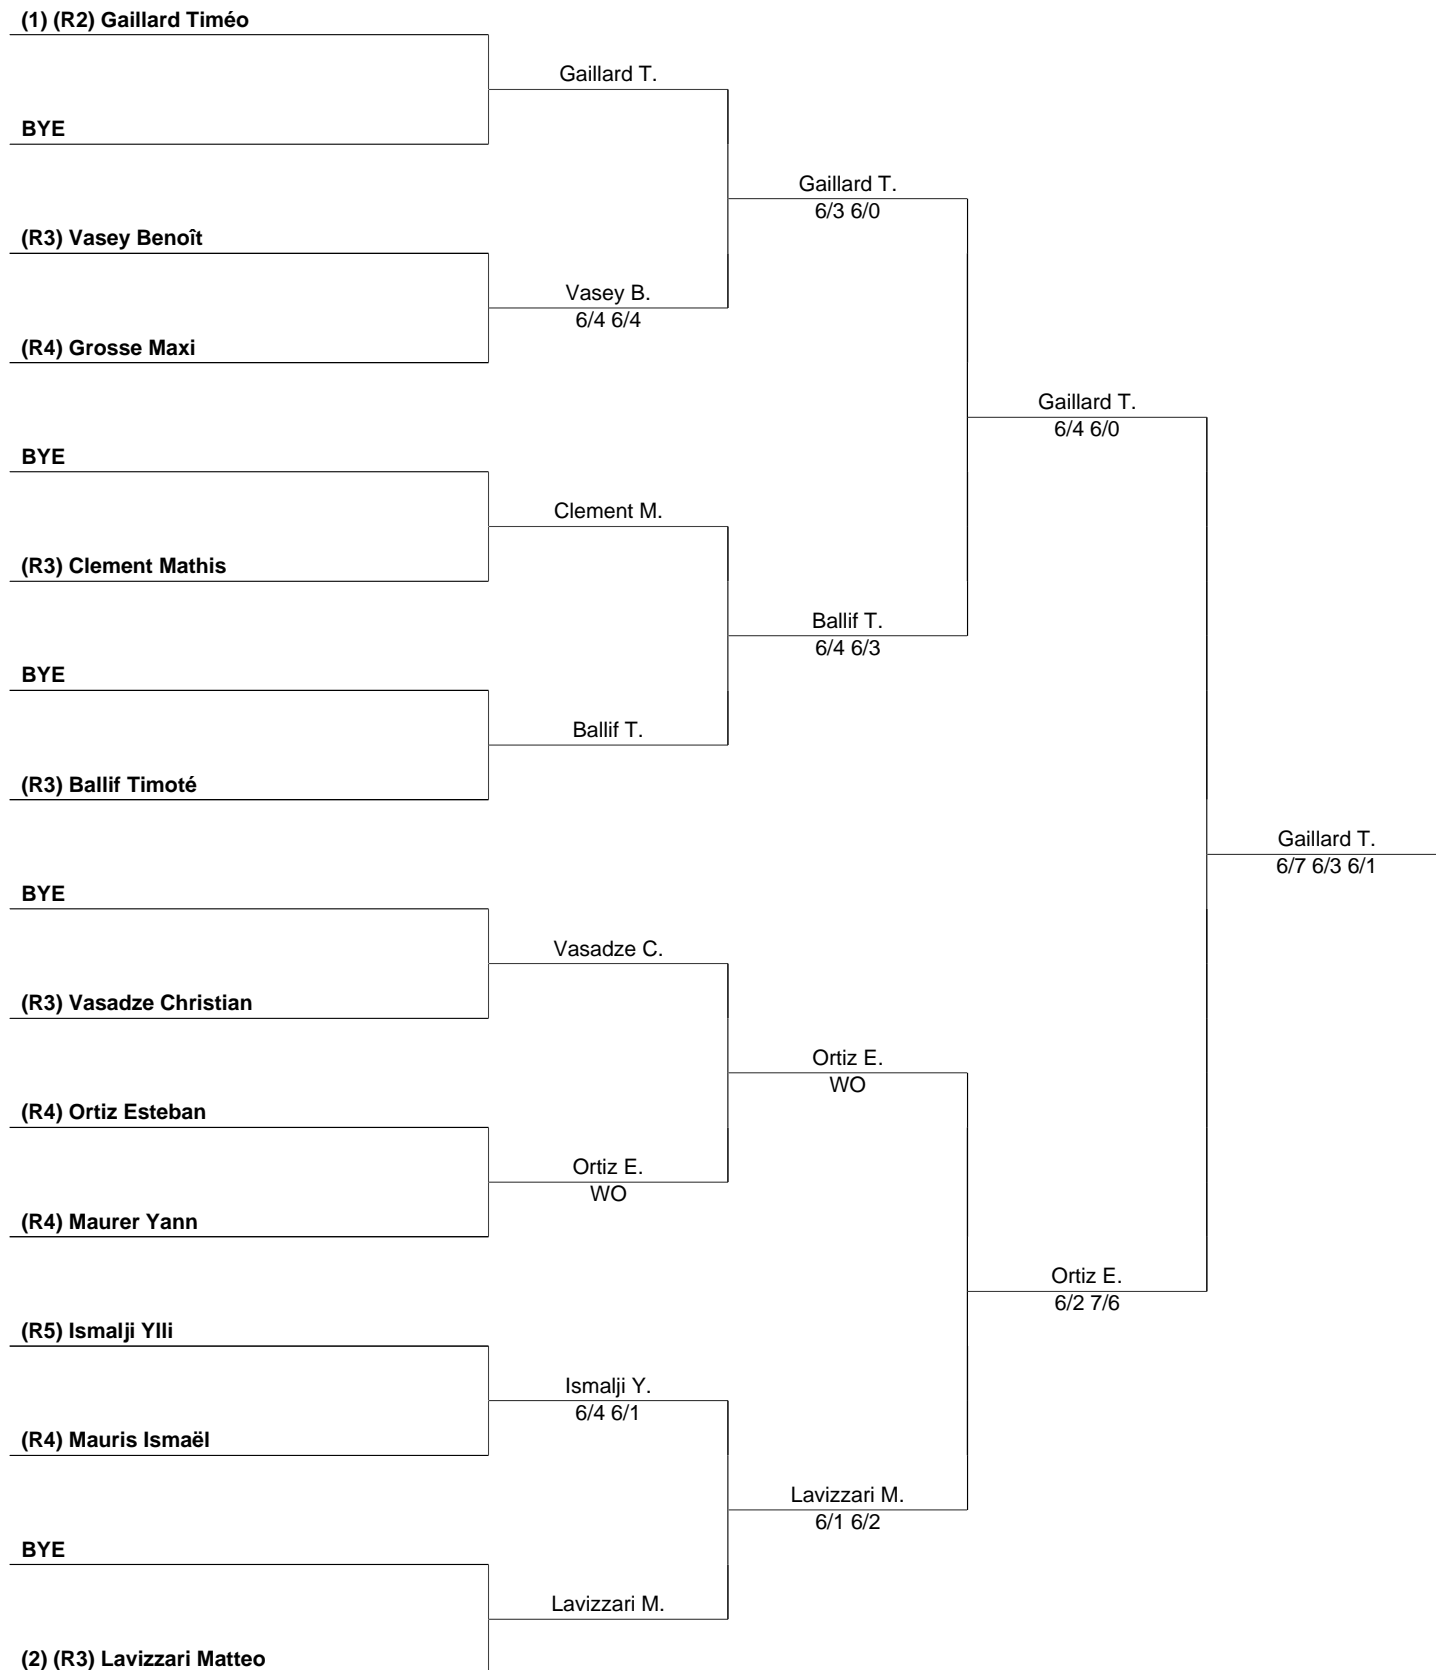 (1) (R2) Gaillard Timéo
Gaillard T.
BYE
Gaillard T.
6/3 6/0
(R3) Vasey Benoît
Vasey B.
6/4 6/4
(R4) Grosse Maxi
Gaillard T.
6/4 6/0
BYE
Clement M.
(R3) Clement Mathis
Ballif T.
6/4 6/3
BYE
Ballif T.
(R3) Ballif Timoté
Gaillard T.
6/7 6/3 6/1
BYE
Vasadze C.
(R3) Vasadze Christian
Ortiz E.
WO
(R4) Ortiz Esteban
Ortiz E.
WO
(R4) Maurer Yann
Ortiz E.
6/2 7/6
(R5) Ismalji Ylli
Ismalji Y.
6/4 6/1
(R4) Mauris Ismaël
Lavizzari M.
6/1 6/2
BYE
Lavizzari M.
(2) (R3) Lavizzari Matteo